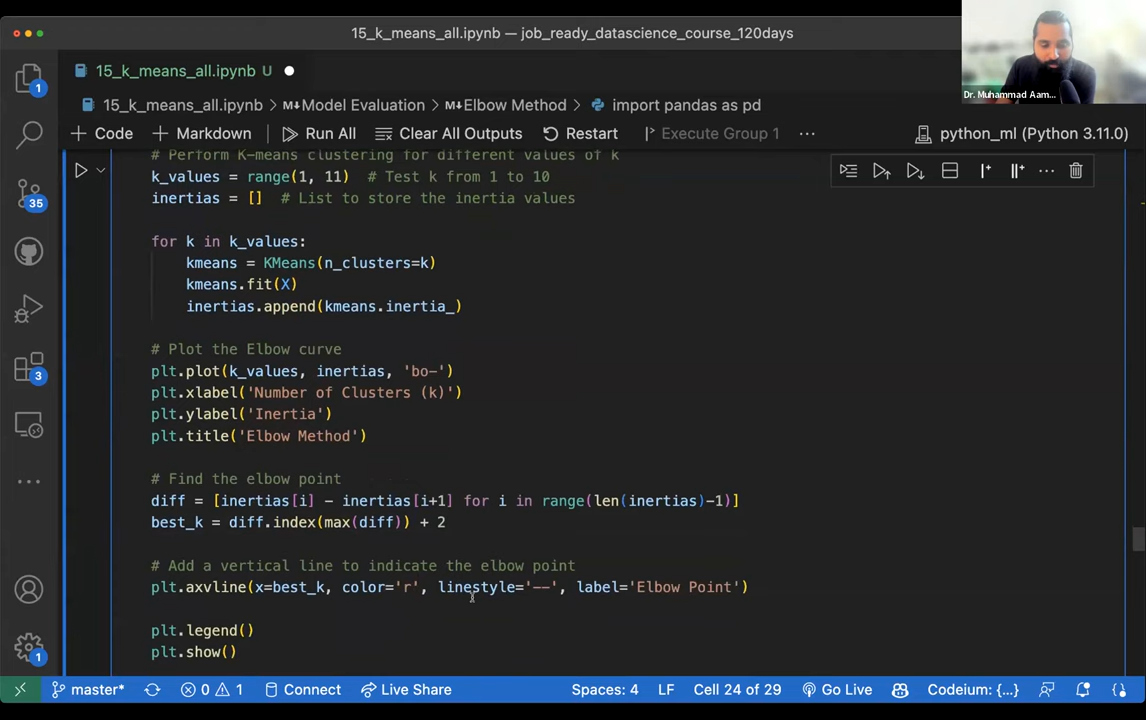 15_k_means_all.ipynb — job_ready_datascience_course_120days
Dr. Muhammad Aam...
15_k_means_all.ipynb U
15_k_means_all.ipynb > M Model Evaluation > M Elbow Method > import pandas as pd
+ Code + Markdown Run All Clear All Outputs Restart Execute Group 1 ... python_ml (Python 3.11.0)
# Perform K-means clustering for different values of k
k_values = range(1, 11)  # Test k from 1 to 10
inertias = []  # List to store the inertia values
for k in k_values:
kmeans = KMeans(n_clusters=k)
kmeans.fit(X)
inertias.append(kmeans.inertia_)
# Plot the Elbow curve
plt.plot(k_values, inertias, 'bo-')
plt.xlabel('Number of Clusters (k)')
plt.ylabel('Inertia')
plt.title('Elbow Method')
# Find the elbow point
diff = [inertias[i] - inertias[i+1] for i in range(len(inertias)-1)]
best_k = diff.index(max(diff)) + 2
# Add a vertical line to indicate the elbow point
plt.axvline(x=best_k, color='r', linestyle='--', label='Elbow Point')
plt.legend()
plt.show()
1
35
3
1
master* 0 1 Connect Live Share Spaces: 4 LF Cell 24 of 29 Go Live Codeium: {...}